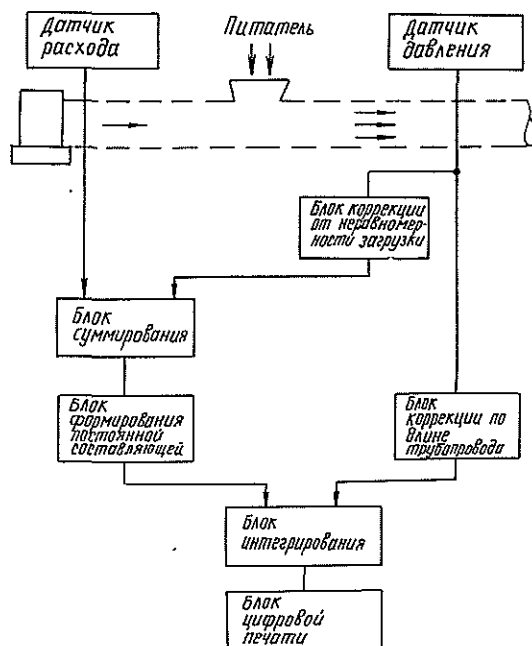 Датчик
расхода
Питатель
Датчик
давления
Блок коррекции
от неравномер-
ности загрузки
Блок
суммирования
Блок
формирования
постоянной
составляющей
Блок
коррекции по
длине
трубопровода
Блок
интегрирования
Блок
цифровой
печати